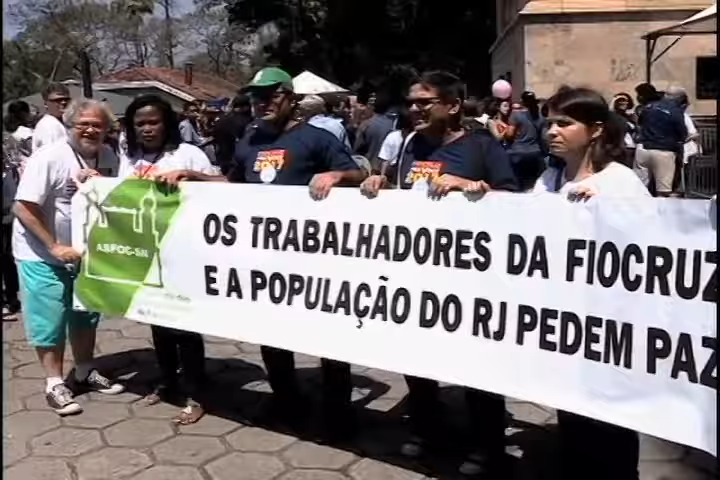 ASFOC-SN
OS TRABALHADORES DA FIOCRUZ
E A POPULAÇÃO DO RJ PEDEM PAZ